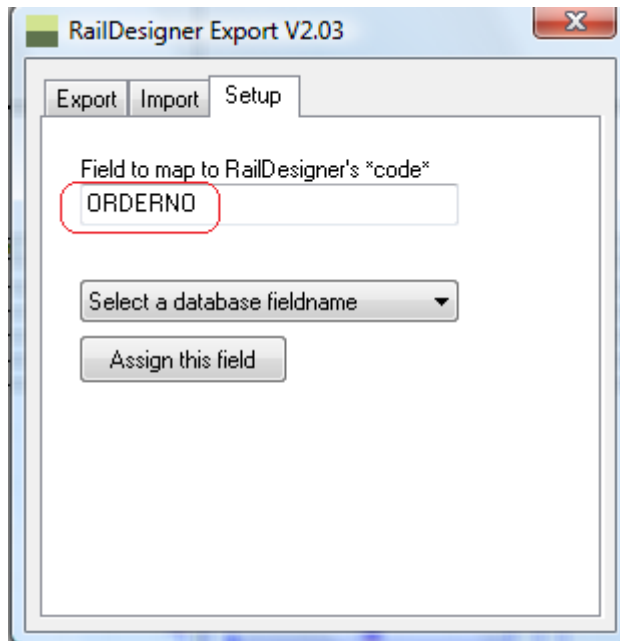 RailDesigner Export V2.03
Export Import Setup
Field to map to RailDesigner's *code*
ORDERNO
Select a database fieldname
Assign this field